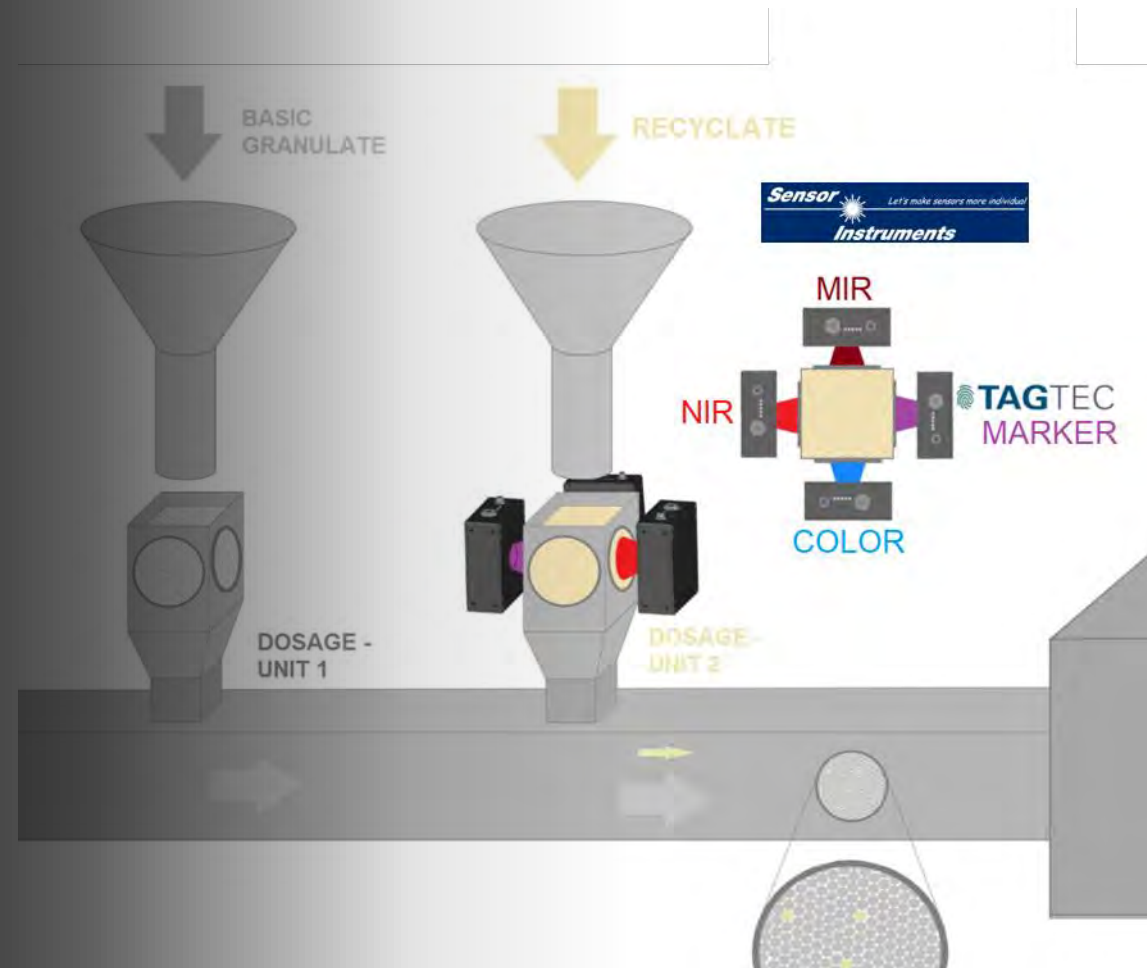 BASIC
GRANULATE
RECYCLATE
Sensor
Let's make sensors more individual
Instruments
MIR
NIR
TAGTEC
MARKER
COLOR
DOSAGE -
UNIT 1
DOSAGE -
UNIT 2